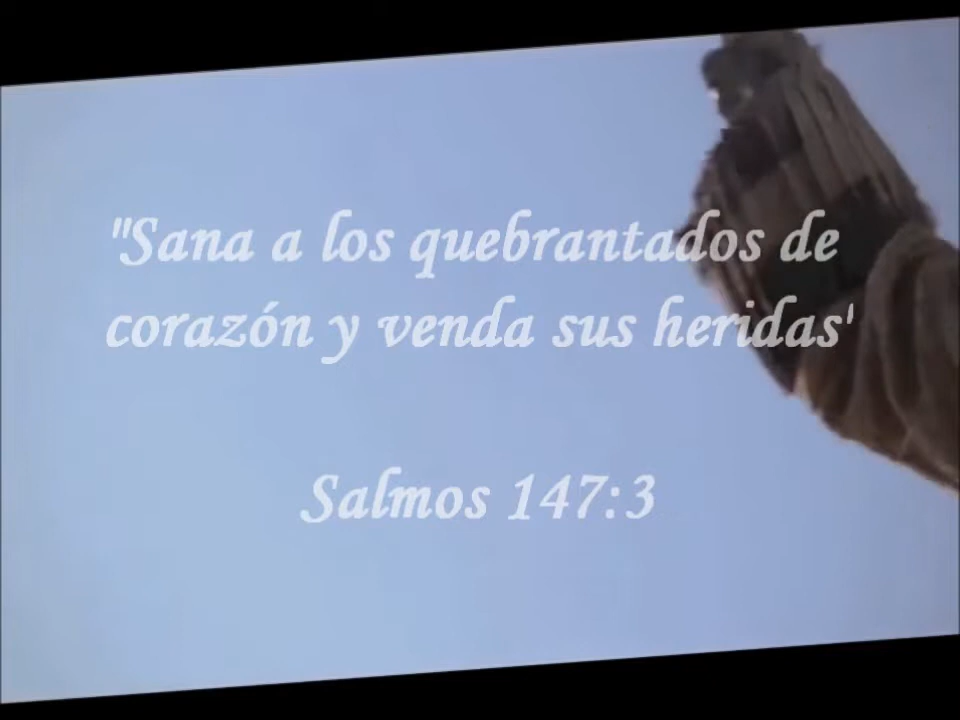 "Sana a los quebrantados de
corazón y venda sus heridas'
Salmos 147:3